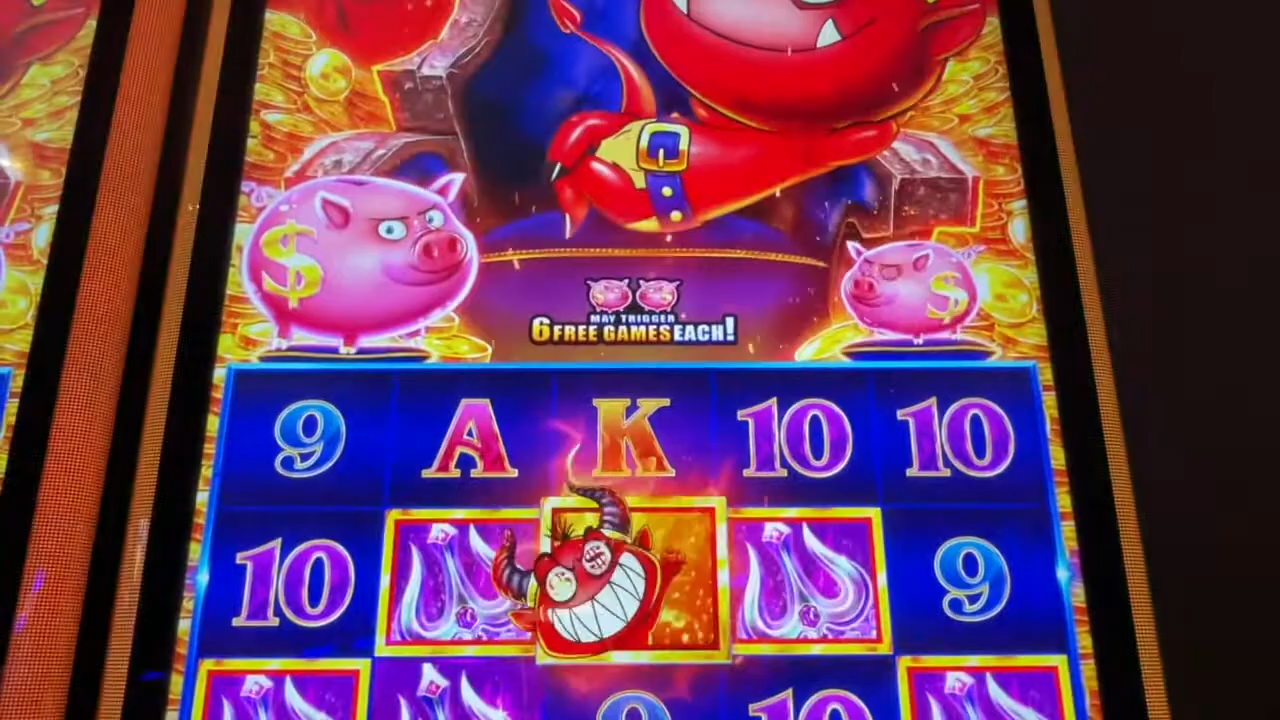 $ $
MAY TRIGGER
6 FREE GAMES EACH!
9 A K 10 10
10 9
9 10